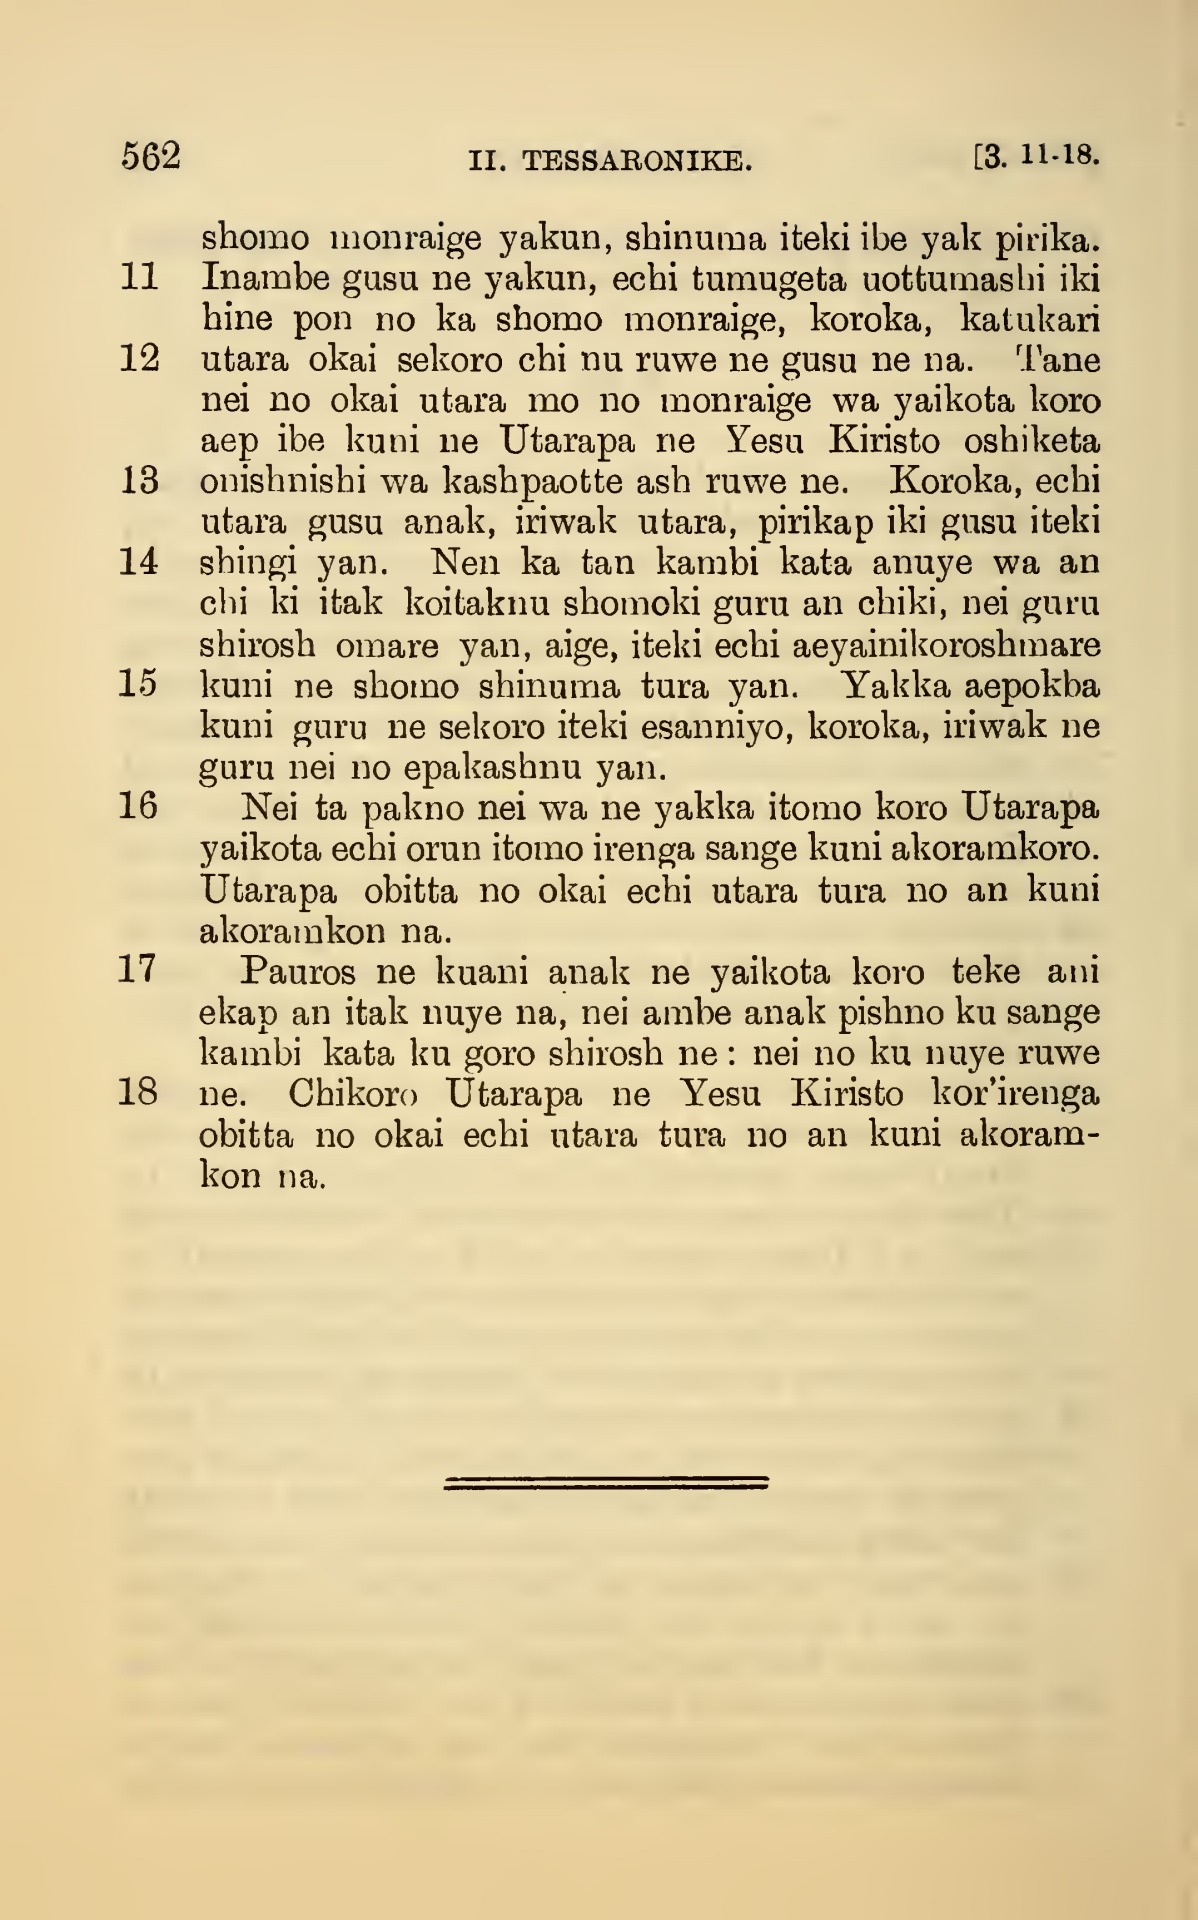 562 II. TESSARONIKE. [3. 11-18.
shomo monraige yakun, shinuma iteki ibe yak pirika.
11 Inambe gusu ne yakun, echi tumugeta uottumashi iki
hine pon no ka shomo monraige, koroka, katukari
12 utara okai sekoro chi nu ruwe ne gusu ne na. Tane
nei no okai utara mo no monraige wa yaikota koro
aep ibe kuni ne Utarapa ne Yesu Kiristo oshiketa
13 onishnishi wa kashpaotte ash ruwe ne. Koroka, echi
utara gusu anak, iriwak utara, pirikap iki gusu iteki
14 shingi yan. Nen ka tan kambi kata anuye wa an
chi ki itak koitaknu shomoki guru an chiki, nei guru
shirosh omare yan, aige, iteki echi aeyainikoroshmare
15 kuni ne shomo shinuma tura yan. Yakka aepokba
kuni guru ne sekoro iteki esanniyo, koroka, iriwak ne
guru nei no epakashnu yan.
16 Nei ta pakno nei wa ne yakka itomo koro Utarapa
yaikota echi orun itomo irenga sange kuni akoramkoro.
Utarapa obitta no okai echi utara tura no an kuni
akoramkon na.
17 Pauros ne kuani anak ne yaikota koro teke ani
ekap an itak nuye na, nei ambe anak pishno ku sange
kambi kata ku goro shirosh ne : nei no ku nuye ruwe
18 ne. Chikoro Utarapa ne Yesu Kiristo kor'irenga
obitta no okai echi utara tura no an kuni akoram-
kon na.